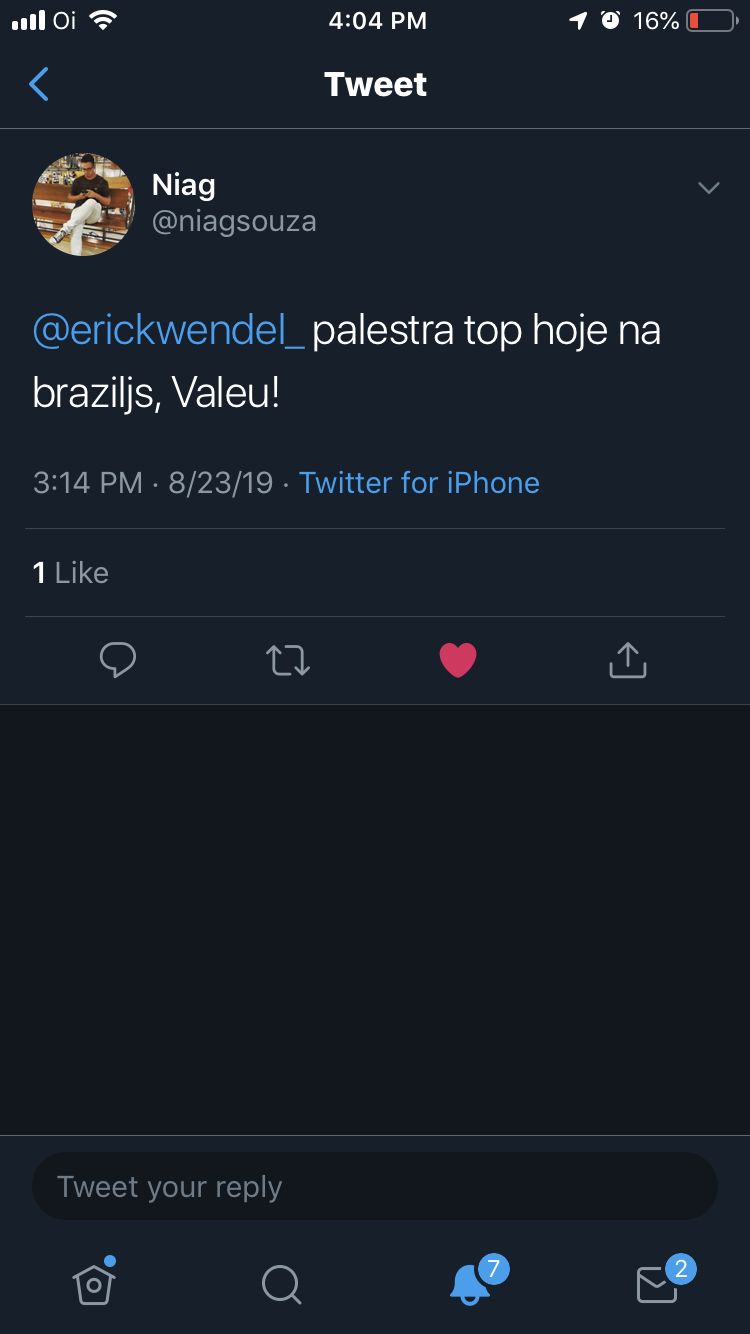 Oi 4:04 PM 16%
Tweet
Niag
@niagsouza
@erickwendel_ palestra top hoje na
braziljs, Valeu!
3:14 PM · 8/23/19 · Twitter for iPhone
1 Like
Tweet your reply
7 2